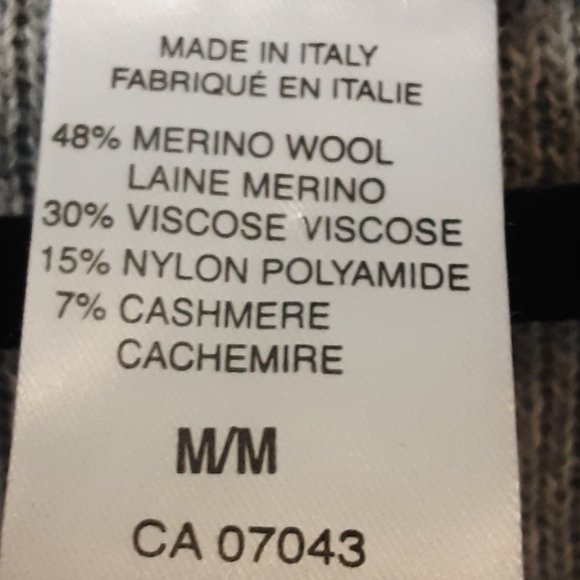 MADE IN ITALY
FABRIQUÉ EN ITALIE
48% MERINO WOOL
LAINE MERINO
30% VISCOSE VISCOSE
15% NYLON POLYAMIDE
7% CASHMERE
CACHEMIRE
M/M
CA 07043